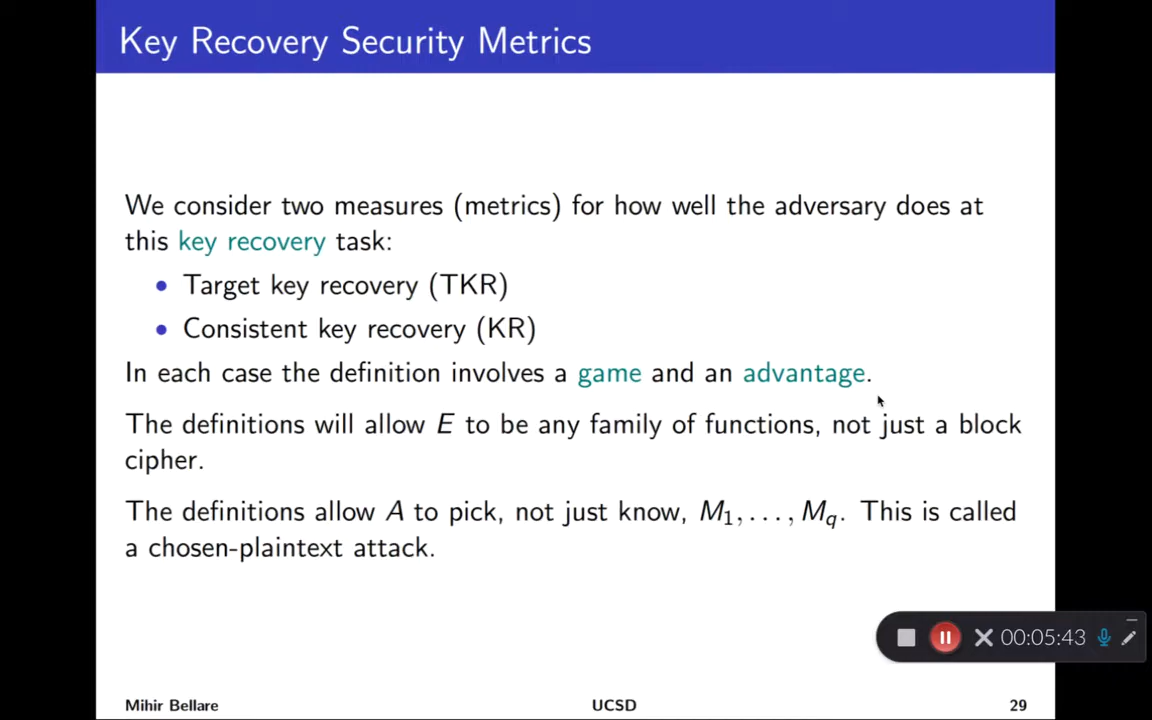 Key Recovery Security Metrics
We consider two measures (metrics) for how well the adversary does at
this key recovery task:
• Target key recovery (TKR)
• Consistent key recovery (KR)
In each case the definition involves a game and an advantage.
The definitions will allow E to be any family of functions, not just a block
cipher.
The definitions allow A to pick, not just know, M₁, . . . , M_q. This is called
a chosen-plaintext attack.
00:05:43
Mihir Bellare UCSD 29